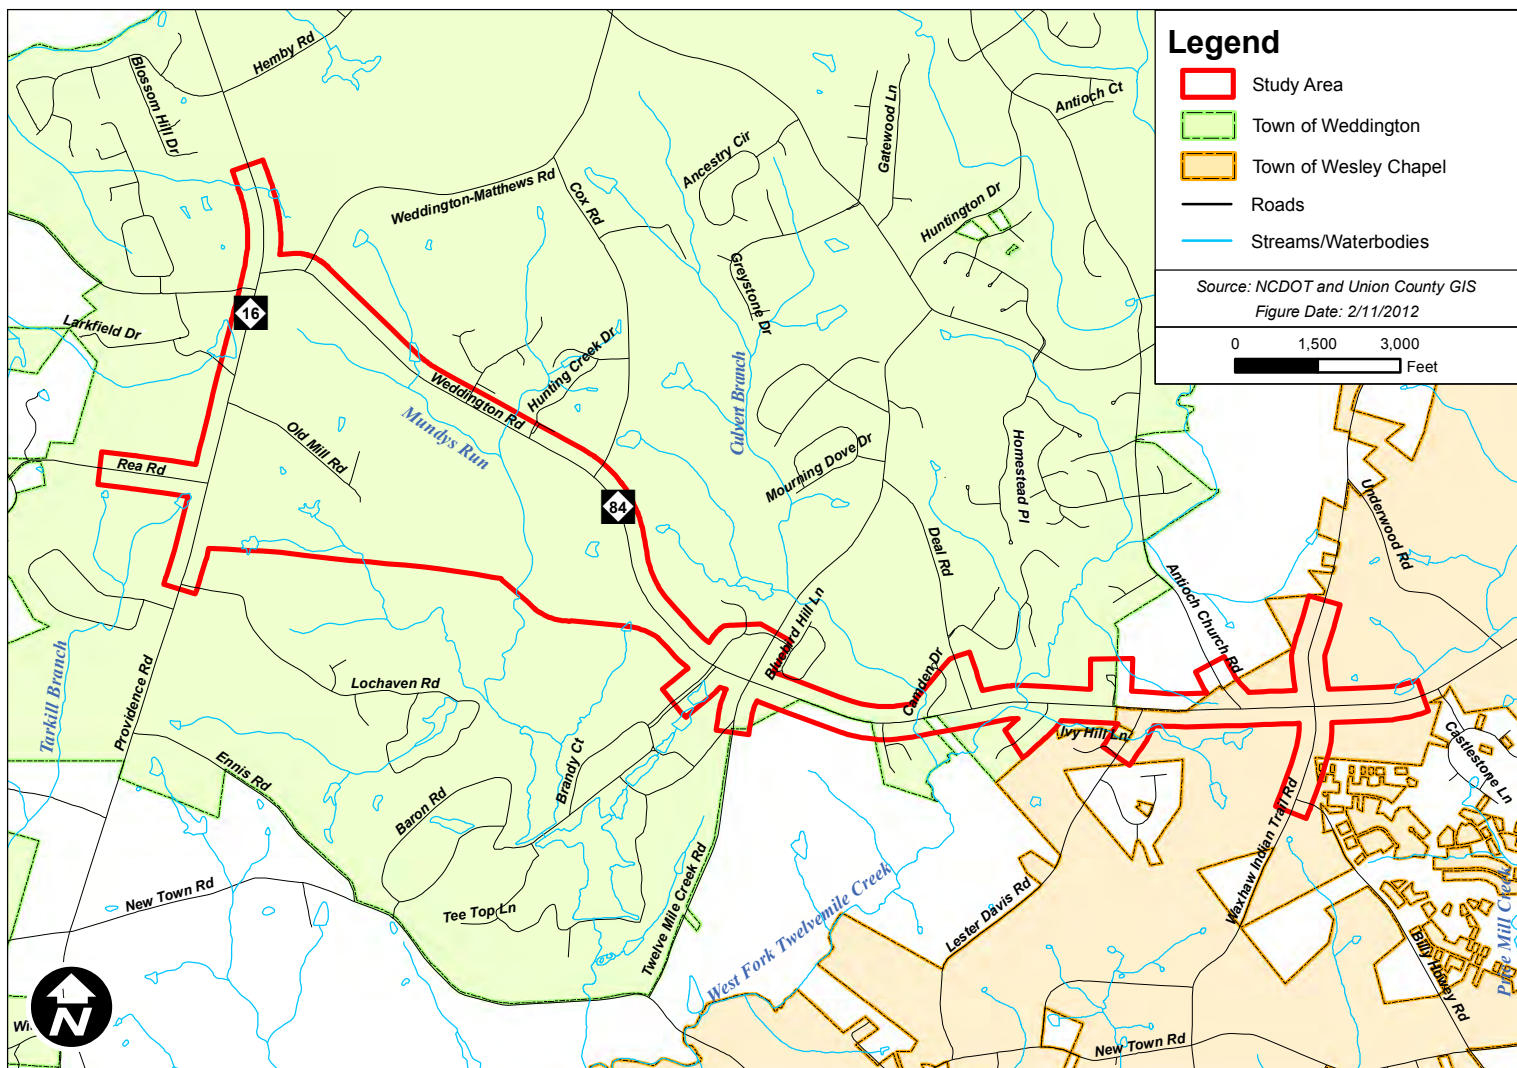 Legend
Study Area
Town of Weddington
Town of Wesley Chapel
Roads
Streams/Waterbodies
Source: NCDOT and Union County GIS
Figure Date: 2/11/2012
0 1,500 3,000
Feet
Hemby Rd
Blossom Hill Dr
Weddington-Matthews Rd
Cox Rd
Ancestry Cir
Gatewood Ln
Antioch Ct
Huntington Dr
Greystone Dr
16
Larkfield Dr
Hunting Creek Dr
Weddington Rd
Mundys Run
Culvert Branch
Old Mill Rd
Rea Rd
Mourning Dove Dr
Homestead Pl
84
Deal Rd
Underwood Rd
Antioch Church Rd
Bluebird Hill Ln
Camden Dr
Tarkill Branch
Providence Rd
Lochaven Rd
Ivy Hill Ln
Castlestone Ln
Ennis Rd
Brandy Ct
Baron Rd
Waxhaw Indian Trail Rd
New Town Rd
Tee Top Ln
Twelve Mile Creek Rd
West Fork Twelvemile Creek
Lester Davis Rd
Billy Howey Rd
Price Mill Creek
New Town Rd
N